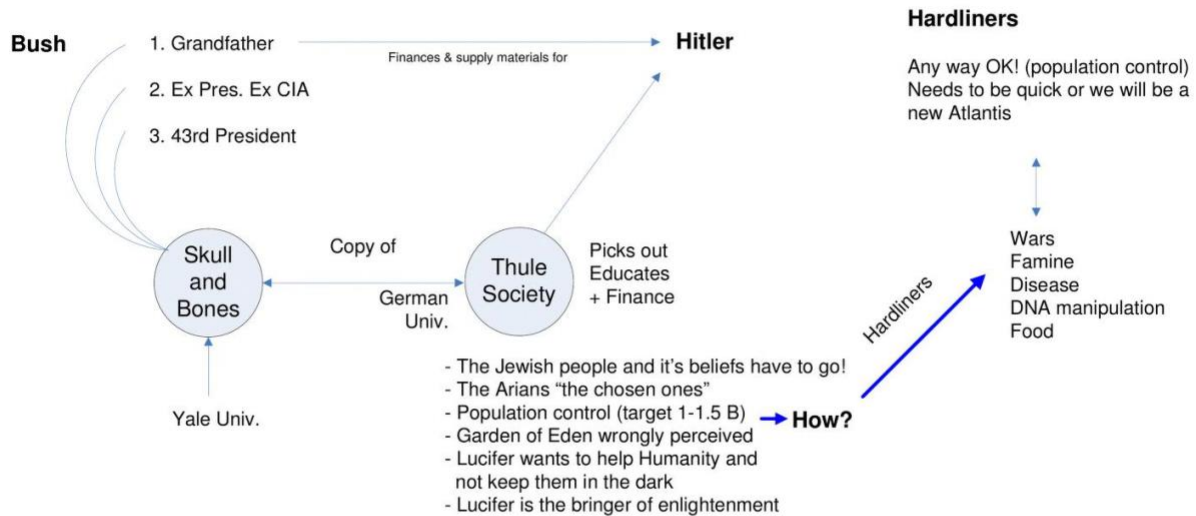 Bush
1. Grandfather
Finances & supply materials for
Hitler
2. Ex Pres. Ex CIA
3. 43rd President
Hardliners
Any way OK! (population control)
Needs to be quick or we will be a
new Atlantis
Skull
and
Bones
Copy of
German
Univ.
Thule
Society
Picks out
Educates
+ Finance
Yale Univ.
- The Jewish people and it's beliefs have to go!
- The Arians “the chosen ones”
- Population control (target 1-1.5 B)
- Garden of Eden wrongly perceived
- Lucifer wants to help Humanity and
not keep them in the dark
- Lucifer is the bringer of enlightenment
How?
Hardliners
Wars
Famine
Disease
DNA manipulation
Food